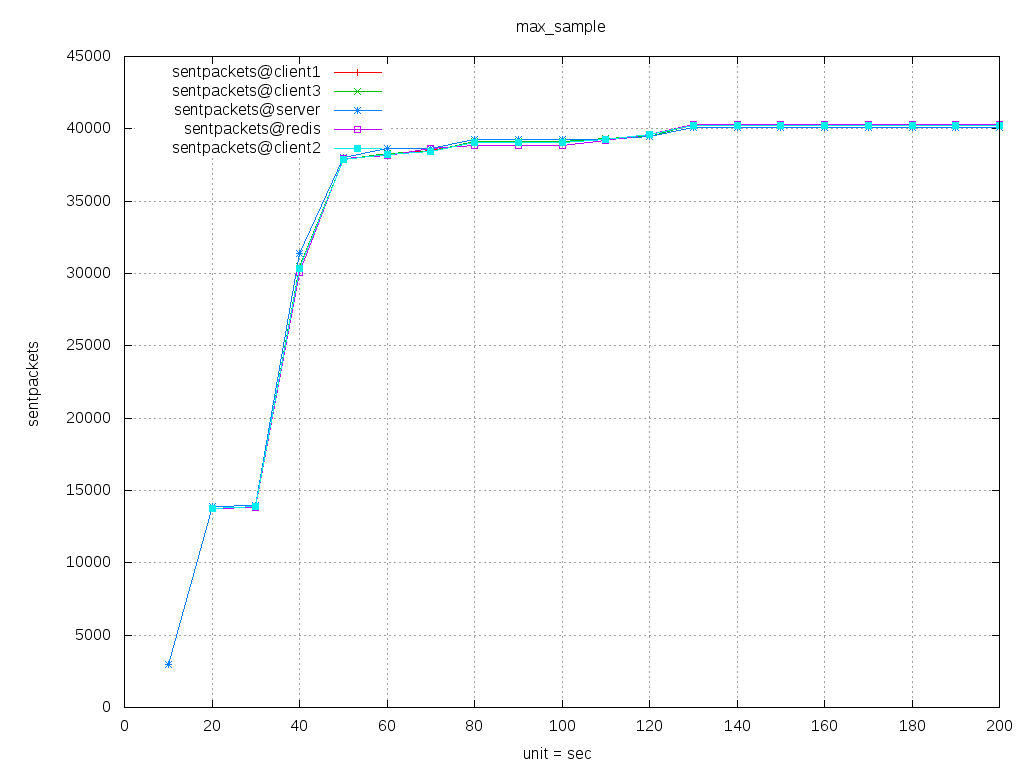 max_sample
45000
40000
35000
30000
25000
20000
15000
10000
5000
0
sentpackets@client1
sentpackets@client3
sentpackets@server
sentpackets@redis
sentpackets@client2
sentpackets
0 20 40 60 80 100 120 140 160 180 200
unit = sec